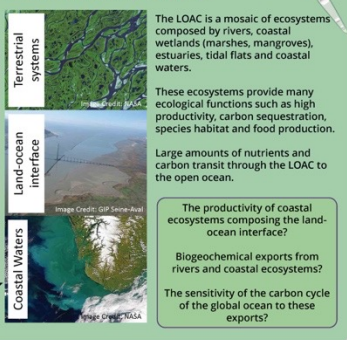 Terrestrial
systems
Image Credit: NASA
Land-ocean
interface
Image Credit: GIP Seine-Aval
Coastal Waters
Image Credit: NASA
The LOAC is a mosaic of ecosystems
composed by rivers, coastal
wetlands (marshes, mangroves),
estuaries, tidal flats and coastal
waters.
These ecosystems provide many
ecological functions such as high
productivity, carbon sequestration,
species habitat and food production.
Large amounts of nutrients and
carbon transit through the LOAC to
the open ocean.
The productivity of coastal
ecosystems composing the land-
ocean interface?
Biogeochemical exports from
rivers and coastal ecosystems?
The sensitivity of the carbon cycle
of the global ocean to these
exports?